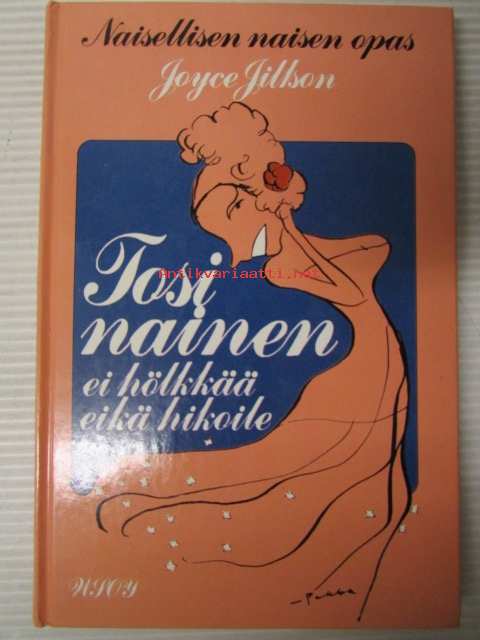 Naisellisen naisen opas
Joyce Jillson
Tosi
Antikvariaatti.net
nainen
ei hölkkää
eikä hikoile
WSOY